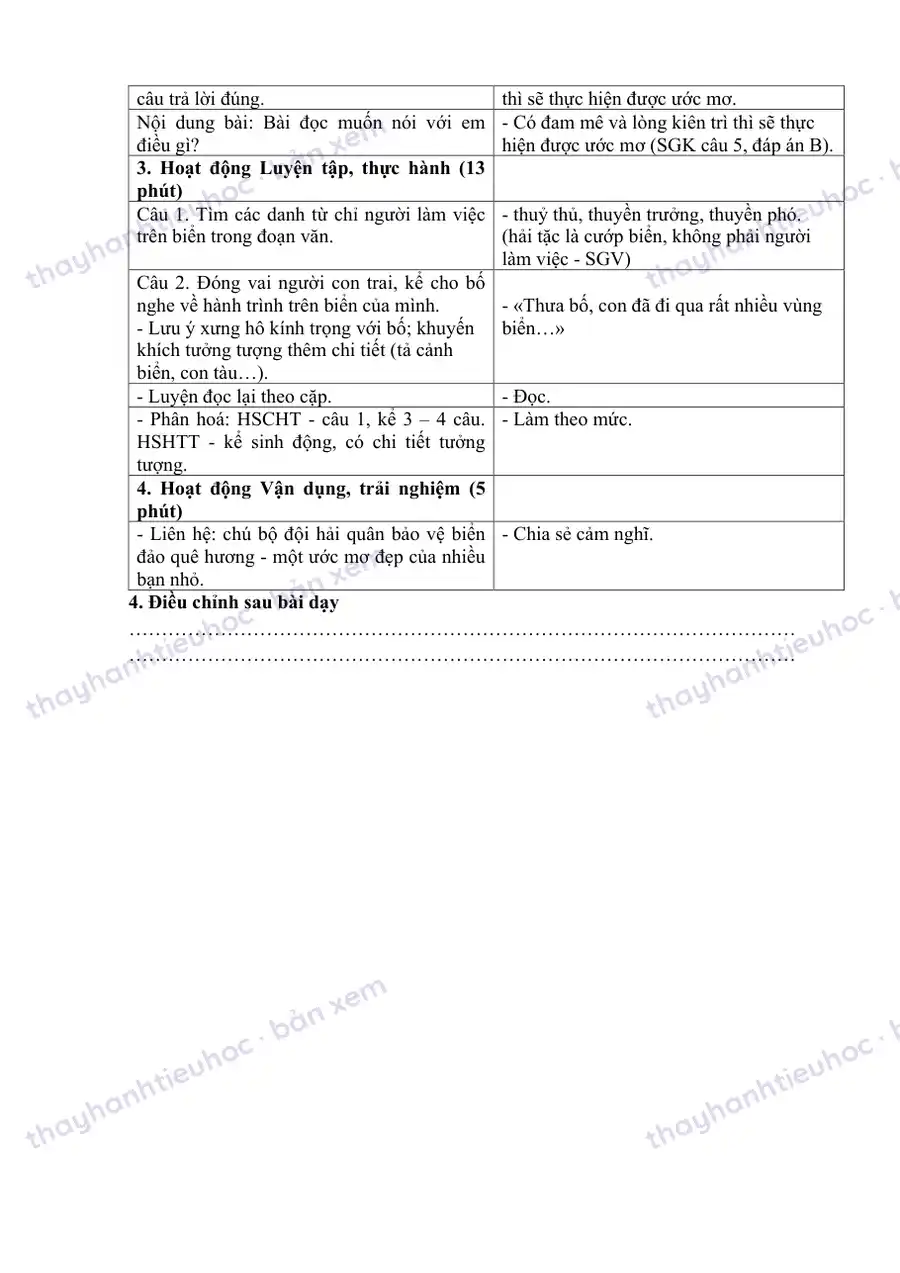 câu trả lời đúng.
thì sẽ thực hiện được ước mơ.
Nội dung bài: Bài đọc muốn nói với em
điều gì?
- Có đam mê và lòng kiên trì thì sẽ thực
hiện được ước mơ (SGK câu 5, đáp án B).
3. Hoạt động Luyện tập, thực hành (13
phút)
Câu 1. Tìm các danh từ chỉ người làm việc
trên biển trong đoạn văn.
- thuỷ thủ, thuyền trưởng, thuyền phó.
(hải tặc là cướp biển, không phải người
làm việc - SGV)
Câu 2. Đóng vai người con trai, kể cho bố
nghe về hành trình trên biển của mình.
- Lưu ý xưng hô kính trọng với bố; khuyến
khích tưởng tượng thêm chi tiết (tả cảnh
biển, con tàu…).
- «Thưa bố, con đã đi qua rất nhiều vùng
biển…»
- Luyện đọc lại theo cặp.
- Đọc.
- Phân hoá: HSCHT - câu 1, kể 3 – 4 câu.
HSHTT - kể sinh động, có chi tiết tưởng
tượng.
- Làm theo mức.
4. Hoạt động Vận dụng, trải nghiệm (5
phút)
- Liên hệ: chú bộ đội hải quân bảo vệ biển
đảo quê hương - một ước mơ đẹp của nhiều
bạn nhỏ.
- Chia sẻ cảm nghĩ.
4. Điều chỉnh sau bài dạy
……………………………………………………………………………………
……………………………………………………………………………………
thayhanhtieuhoc · bản xem
thayhanhtieuhoc · b
thayhanhtieuhoc · bản xem
thayhanhtieuhoc · b
thayhanhtieuhoc · bản xem
thayhanhtieuhoc · b